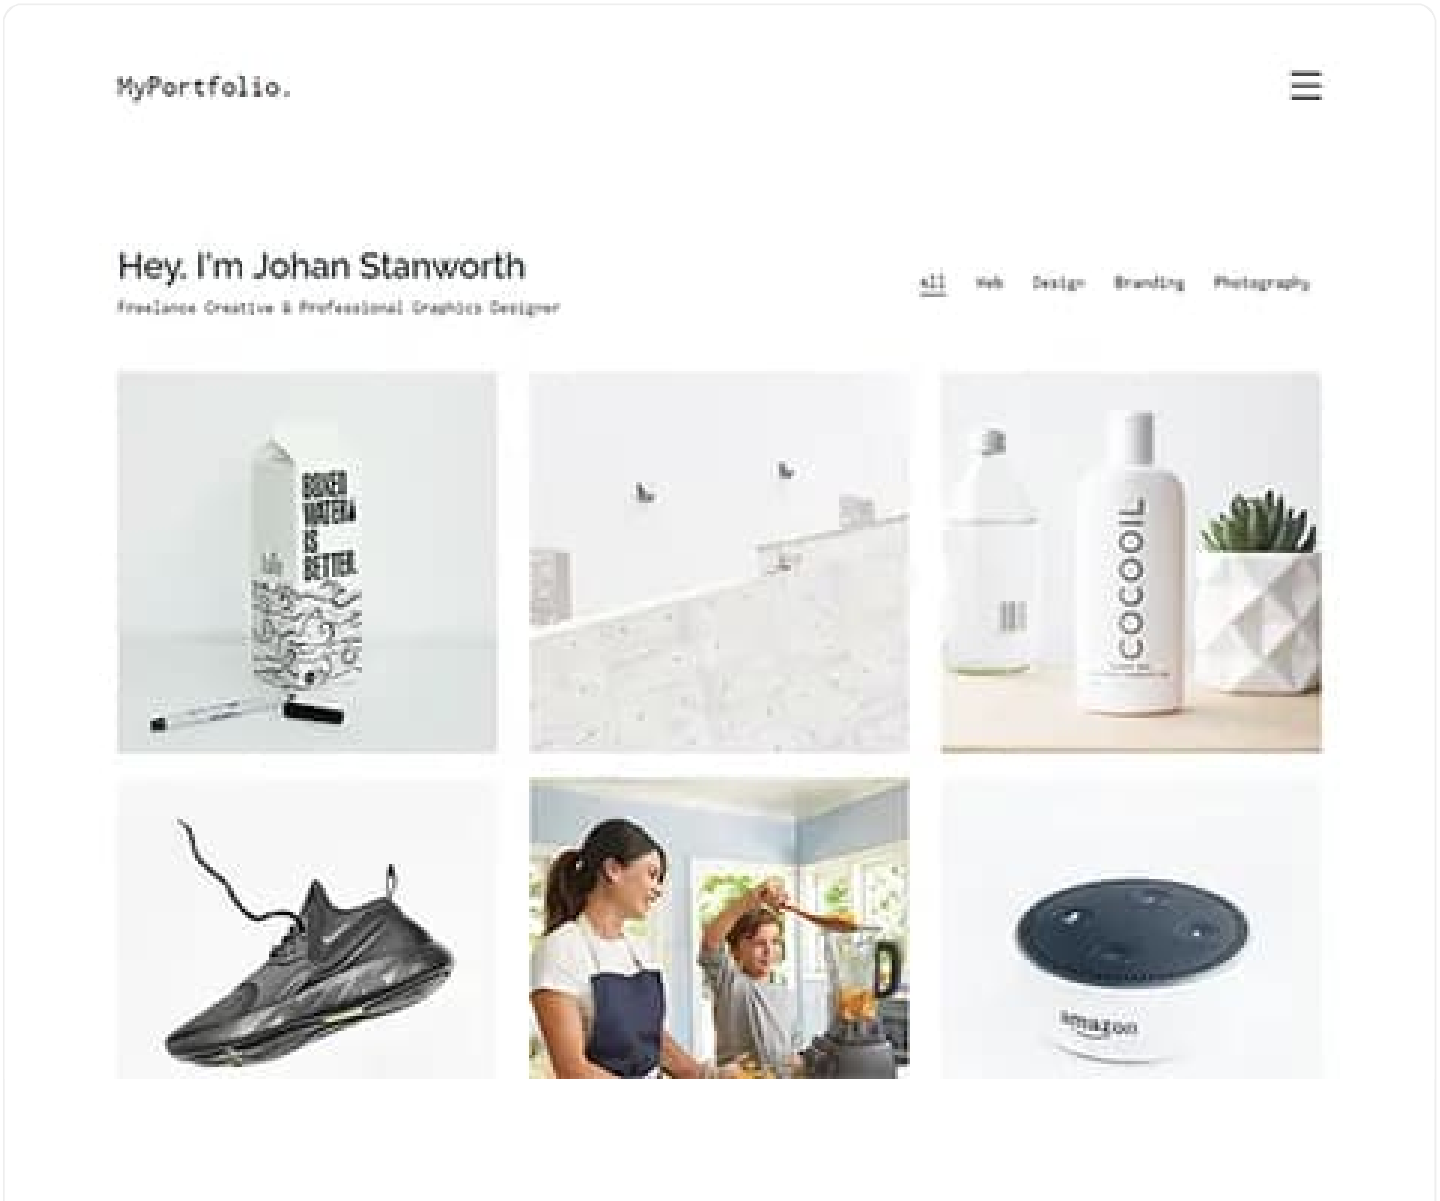 MyPortfolio.
Hey, I'm Johan Stanworth
Freelance Creative & Professional Graphics Designer
All Web Design Branding Photography
BOXED
WATER
IS
BETTER.
COCOOIL
amazon